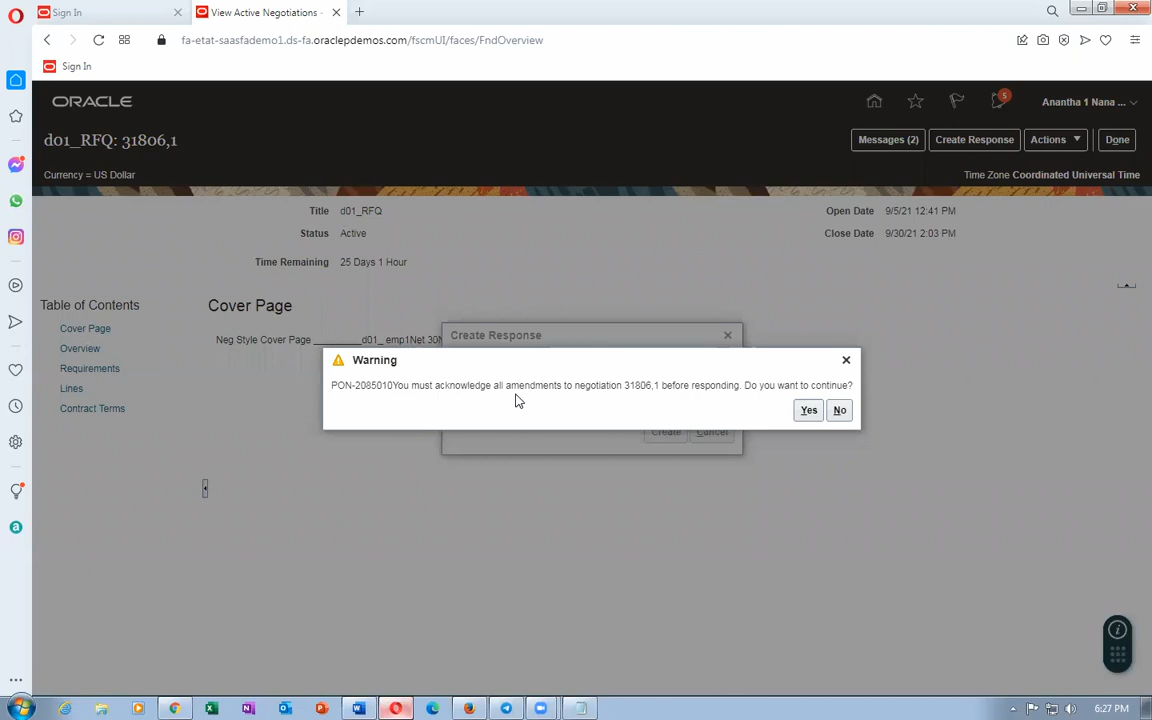 Sign In
View Active Negotiations -
fa-etat-saasfademo1.ds-fa.oraclepdemos.com/fscmUI/faces/FndOverview
Sign In
ORACLE
5
Anantha 1 Nana ...
d01_RFQ: 31806,1
Messages (2)
Create Response
Actions
Done
Currency = US Dollar
Time Zone Coordinated Universal Time
Title d01_RFQ
Open Date 9/5/21 12:41 PM
Status Active
Close Date 9/30/21 2:03 PM
Time Remaining 25 Days 1 Hour
Table of Contents
Cover Page
Overview
Requirements
Lines
Contract Terms
Cover Page
Neg Style Cover Page __________d01_ emp1Net 30N
Create Response
Warning
PON-2085010You must acknowledge all amendments to negotiation 31806,1 before responding. Do you want to continue?
Yes
No
Create
Cancel
6:27 PM